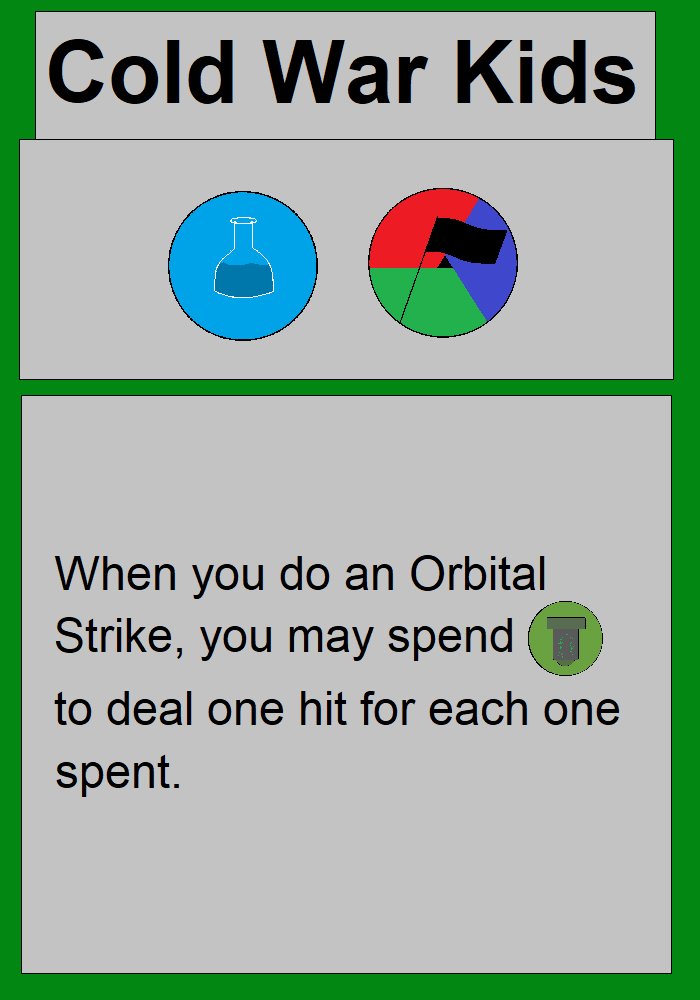 Cold War Kids
When you do an Orbital
Strike, you may spend
to deal one hit for each one
spent.